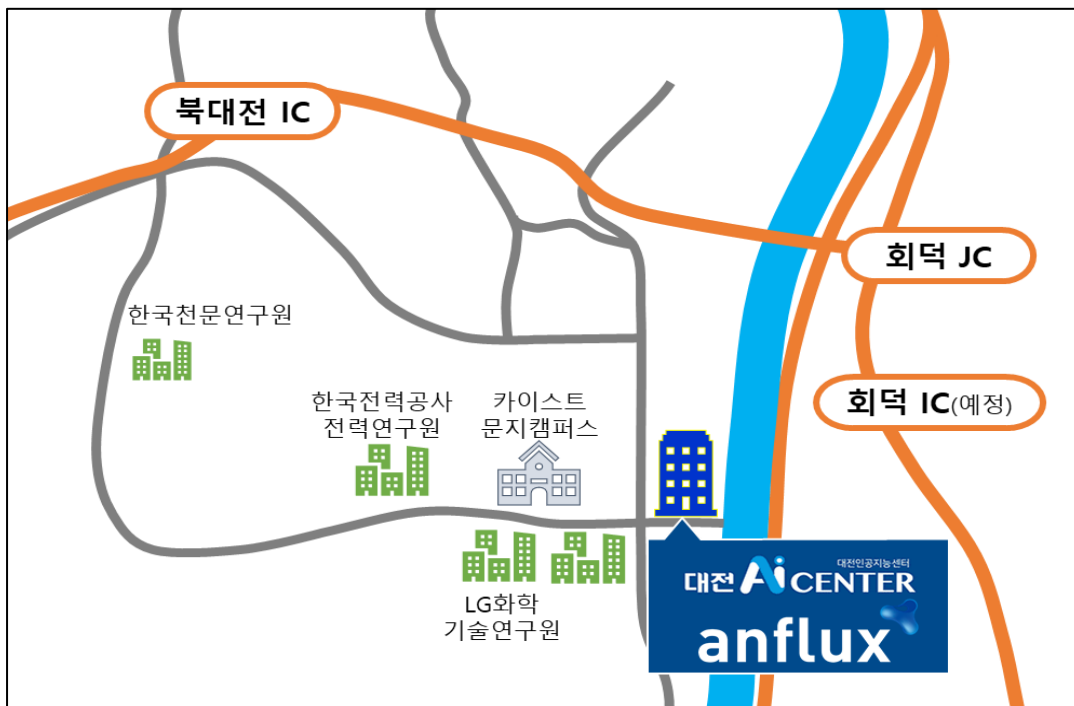 북대전 IC
회덕 JC
한국천문연구원
회덕 IC(예정)
한국전력공사
전력연구원
카이스트
문지캠퍼스
대전인공지능센터
대전 Ai CENTER
LG화학
기술연구원
anflux